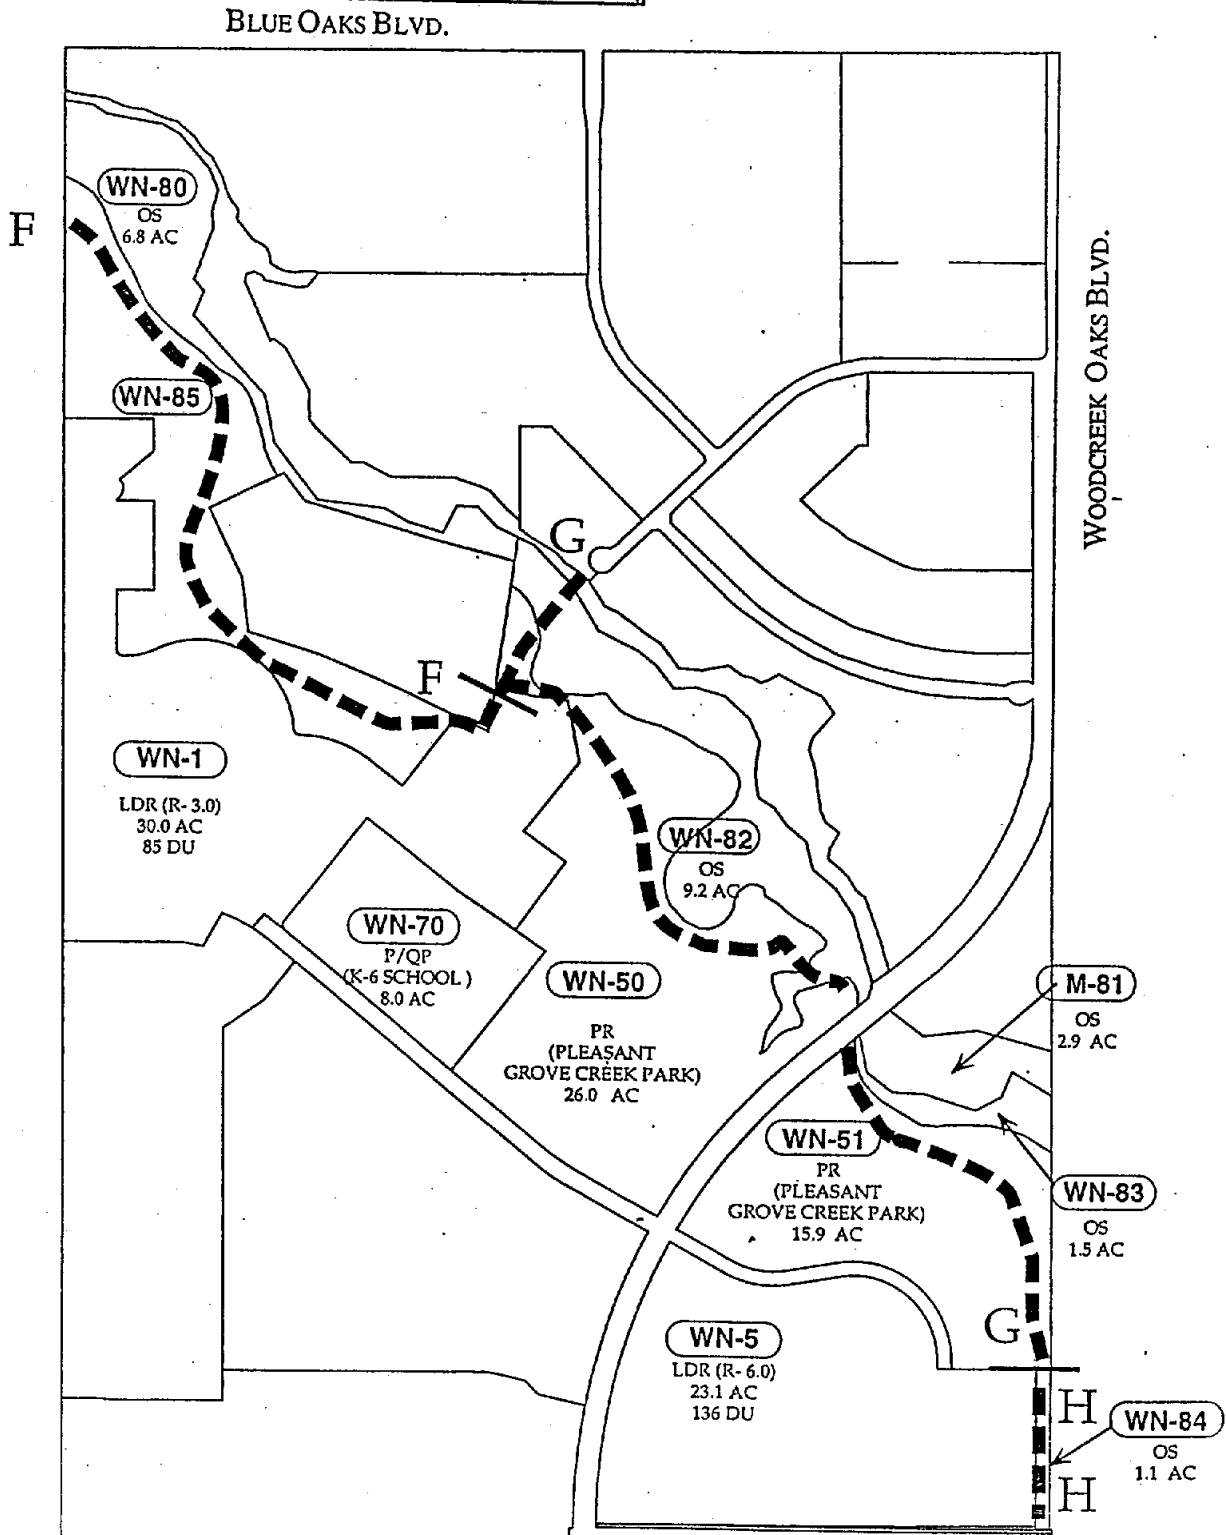 BLUE OAKS BLVD.
WN-80
OS
6.8 AC
F
WOODCREEK OAKS BLVD.
WN-85
G
F
WN-1
LDR (R- 3.0)
30.0 AC
85 DU
WN-82
OS
9.2 AC
WN-70
P/QP
(K-6 SCHOOL )
8.0 AC
WN-50
PR
(PLEASANT
GROVE CREEK PARK)
26.0 AC
M-81
OS
2.9 AC
WN-51
PR
(PLEASANT
GROVE CREEK PARK)
15.9 AC
WN-83
OS
1.5 AC
G
WN-5
LDR (R- 6.0)
23.1 AC
136 DU
H
WN-84
OS
1.1 AC
H